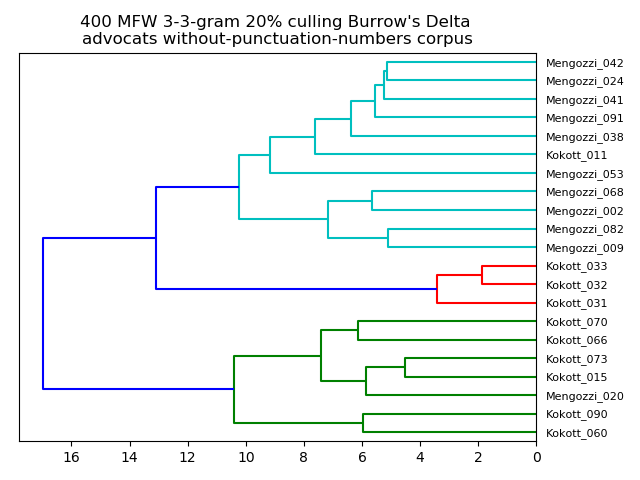 400 MFW 3-3-gram 20% culling Burrow's Delta
advocats without-punctuation-numbers corpus
Mengozzi_042
Mengozzi_024
Mengozzi_041
Mengozzi_091
Mengozzi_038
Kokott_011
Mengozzi_053
Mengozzi_068
Mengozzi_002
Mengozzi_082
Mengozzi_009
Kokott_033
Kokott_032
Kokott_031
Kokott_070
Kokott_066
Kokott_073
Kokott_015
Mengozzi_020
Kokott_090
Kokott_060
16 14 12 10 8 6 4 2 0